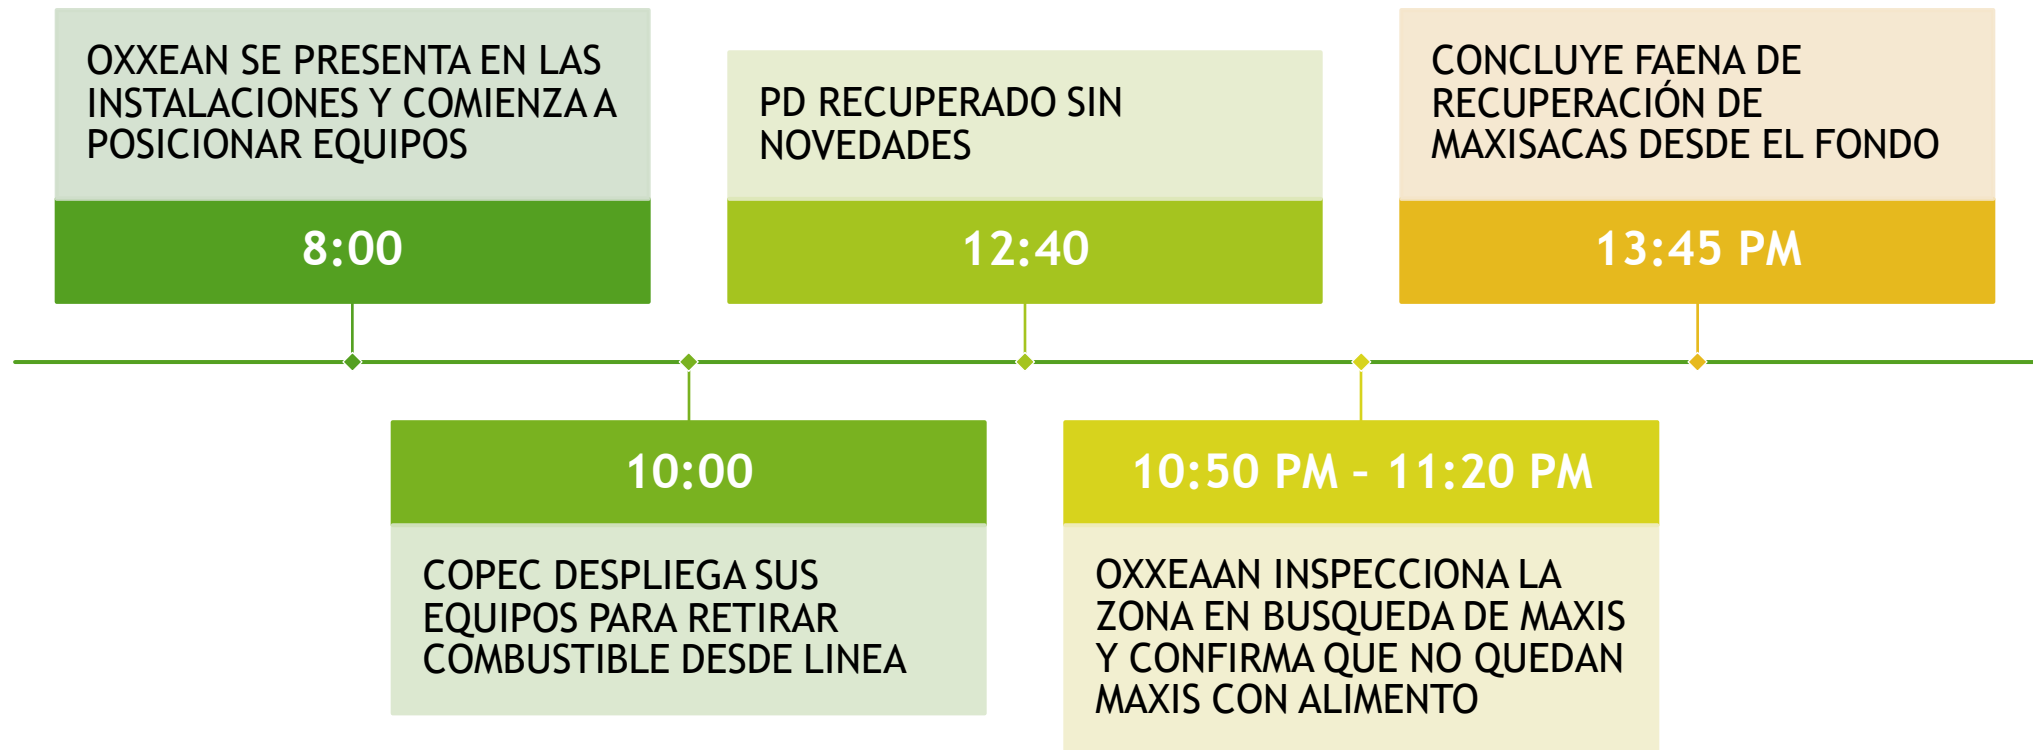 OXXEAN SE PRESENTA EN LAS
INSTALACIONES Y COMIENZA A
POSICIONAR EQUIPOS
8:00
10:00
COPEC DESPLIEGA SUS
EQUIPOS PARA RETIRAR
COMBUSTIBLE DESDE LINEA
PD RECUPERADO SIN
NOVEDADES
12:40
10:50 PM – 11:20 PM
OXXEAAN INSPECCIONA LA
ZONA EN BUSQUEDA DE MAXIS
Y CONFIRMA QUE NO QUEDAN
MAXIS CON ALIMENTO
CONCLUYE FAENA DE
RECUPERACIÓN DE
MAXISACAS DESDE EL FONDO
13:45 PM